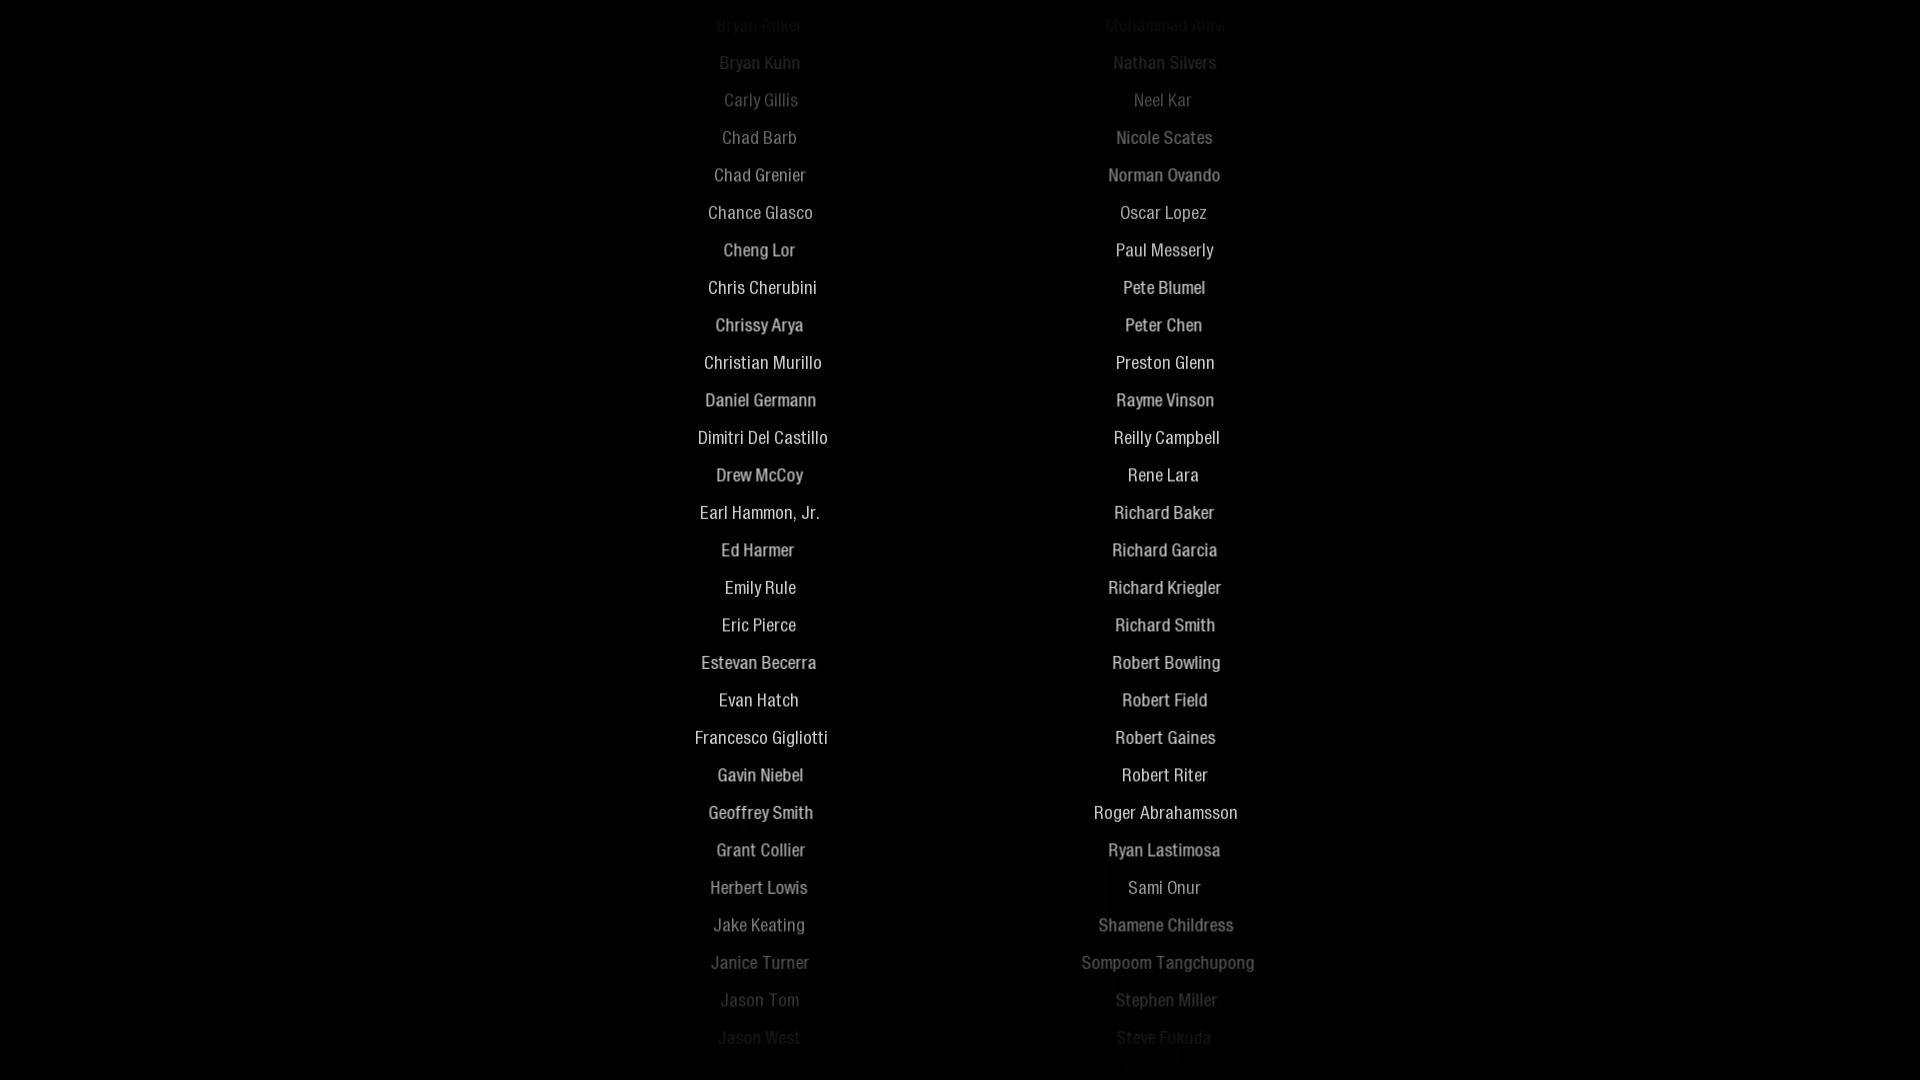 Bryan Anker
Bryan Kuhn
Carly Gillis
Chad Barb
Chad Grenier
Chance Glasco
Cheng Lor
Chris Cherubini
Chrissy Arya
Christian Murillo
Daniel Germann
Dimitri Del Castillo
Drew McCoy
Earl Hammon, Jr.
Ed Harmer
Emily Rule
Eric Pierce
Estevan Becerra
Evan Hatch
Francesco Gigliotti
Gavin Niebel
Geoffrey Smith
Grant Collier
Herbert Lowis
Jake Keating
Janice Turner
Jason Tom
Jason West
Mohammad Alavi
Nathan Silvers
Neel Kar
Nicole Scates
Norman Ovando
Oscar Lopez
Paul Messerly
Pete Blumel
Peter Chen
Preston Glenn
Rayme Vinson
Reilly Campbell
Rene Lara
Richard Baker
Richard Garcia
Richard Kriegler
Richard Smith
Robert Bowling
Robert Field
Robert Gaines
Robert Riter
Roger Abrahamsson
Ryan Lastimosa
Sami Onur
Shamene Childress
Sompoom Tangchupong
Stephen Miller
Steve Fukuda